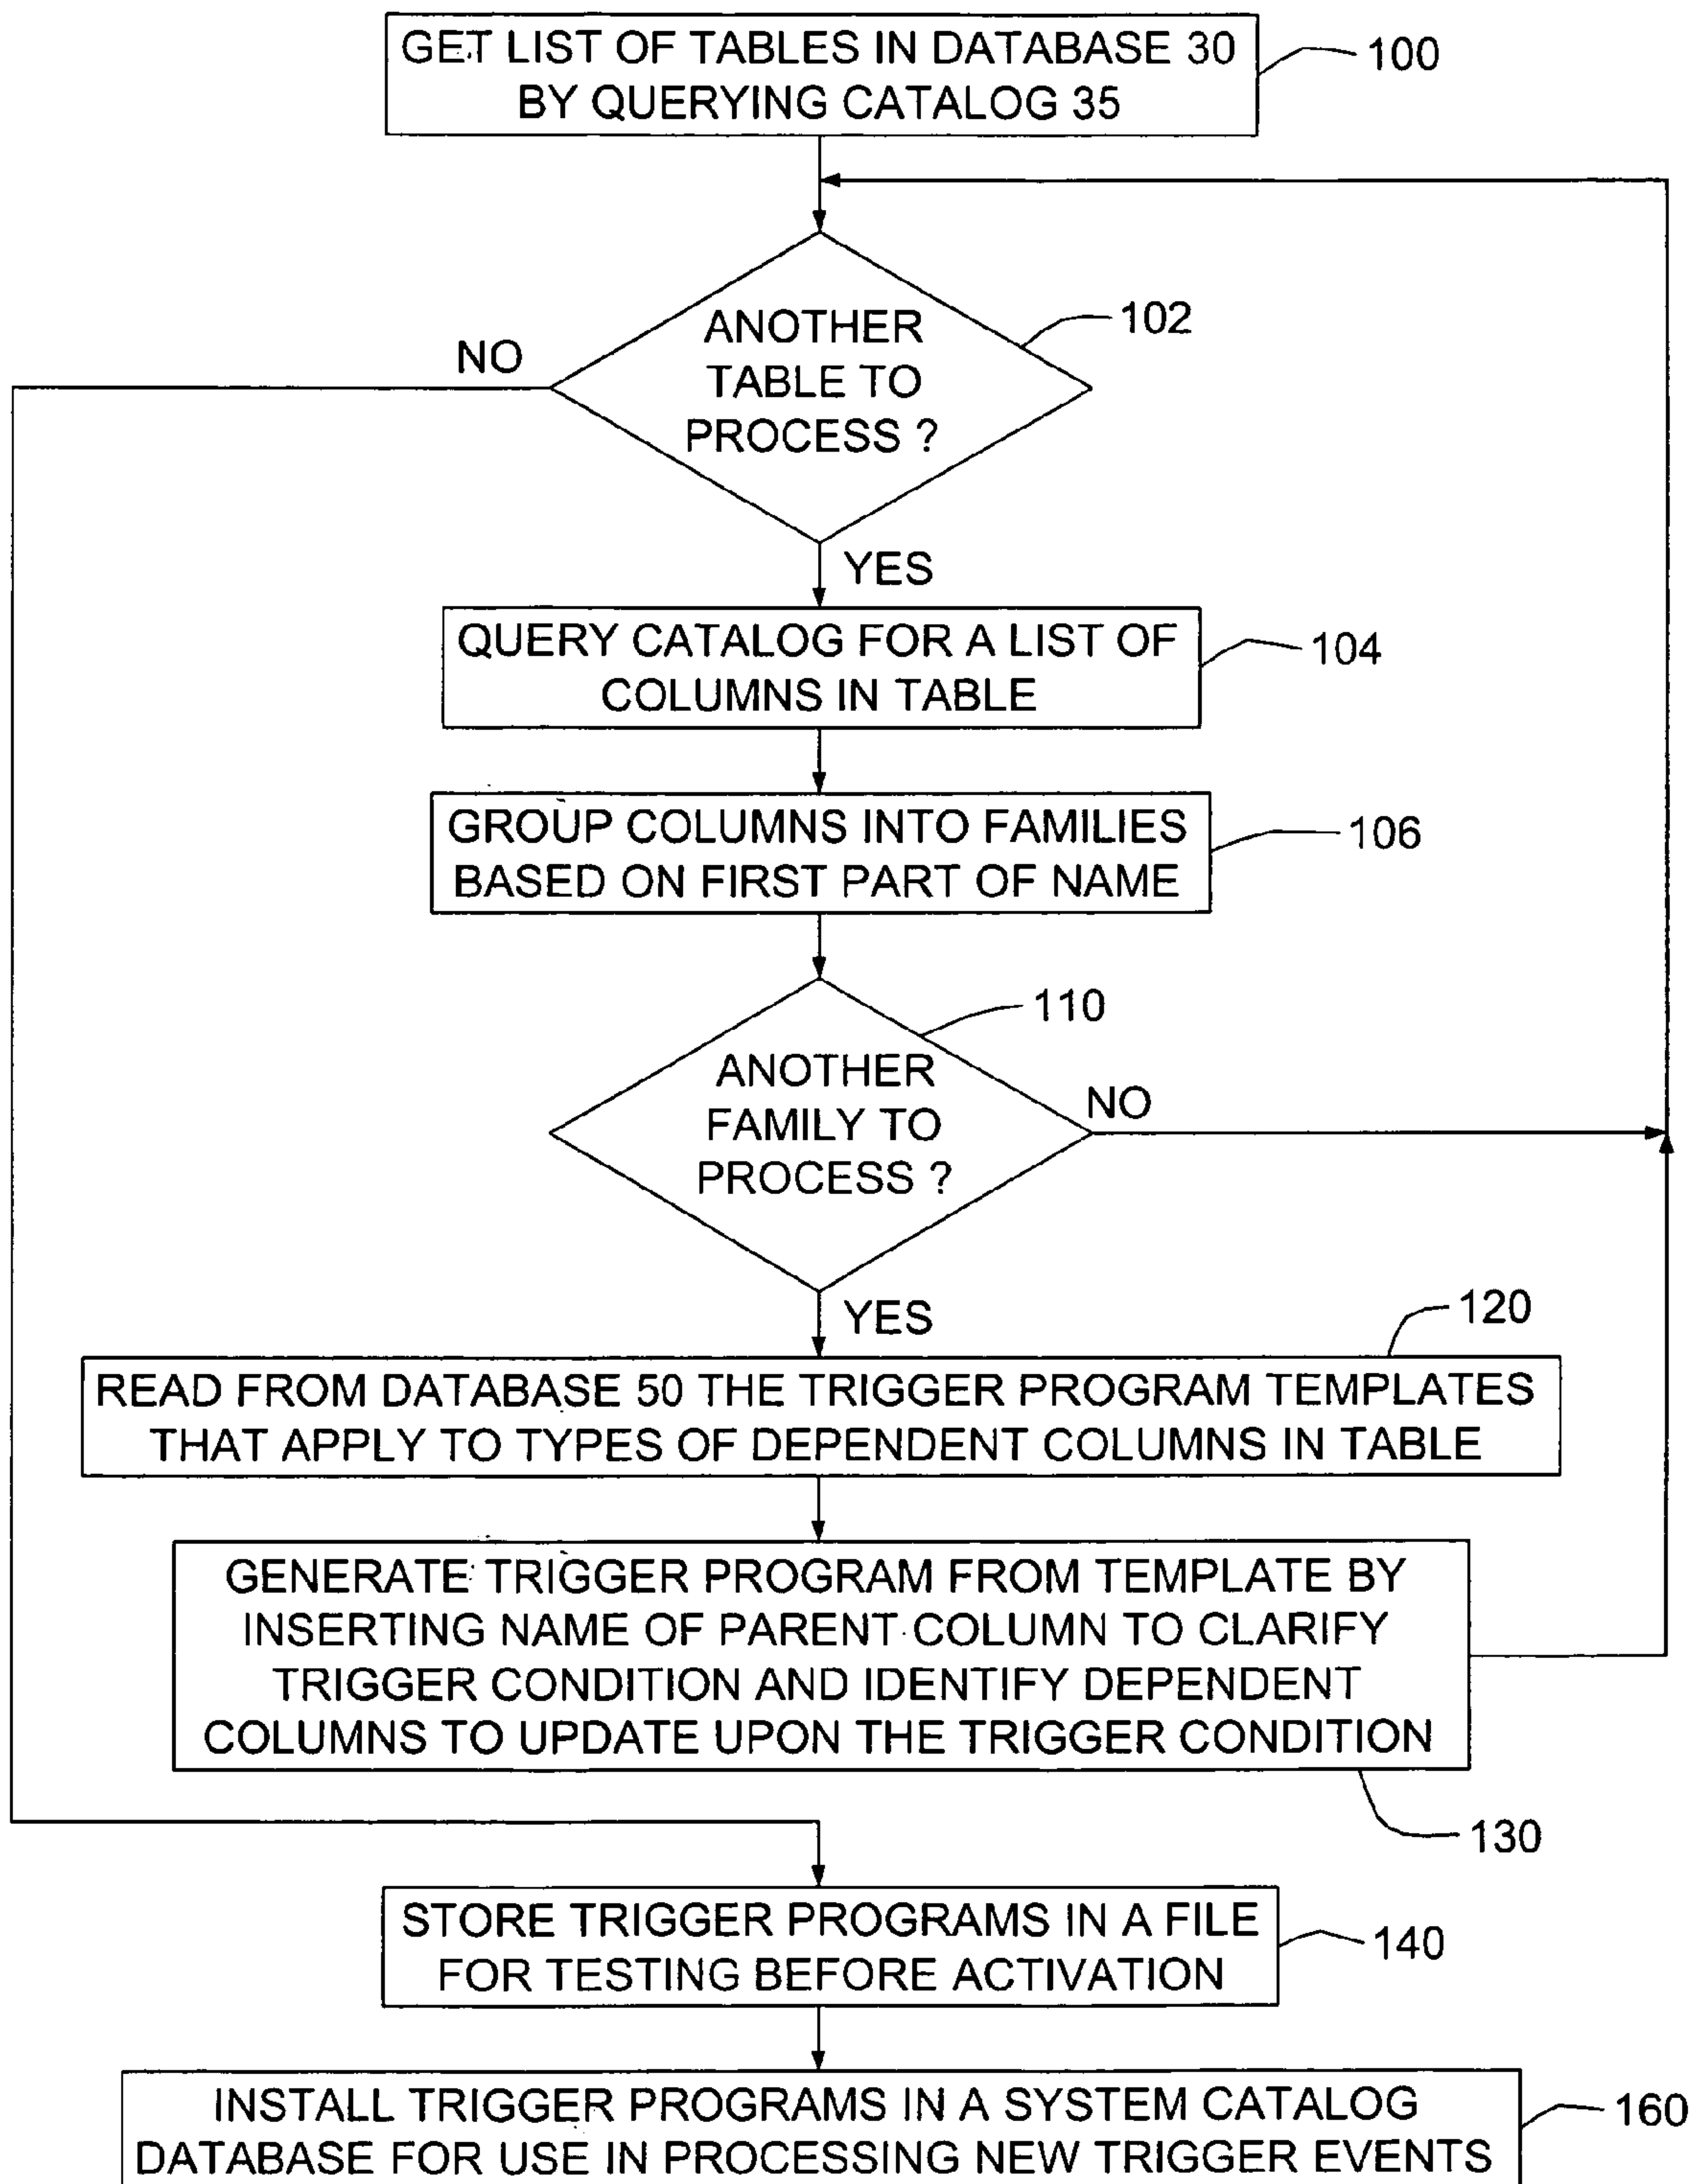 GET LIST OF TABLES IN DATABASE 30
BY QUERYING CATALOG 35
100
ANOTHER
TABLE TO
PROCESS ?
102
NO
YES
QUERY CATALOG FOR A LIST OF
COLUMNS IN TABLE
104
GROUP COLUMNS INTO FAMILIES
BASED ON FIRST PART OF NAME
106
110
ANOTHER
FAMILY TO
PROCESS ?
NO
YES
120
READ FROM DATABASE 50 THE TRIGGER PROGRAM TEMPLATES
THAT APPLY TO TYPES OF DEPENDENT COLUMNS IN TABLE
GENERATE TRIGGER PROGRAM FROM TEMPLATE BY
INSERTING NAME OF PARENT COLUMN TO CLARIFY
TRIGGER CONDITION AND IDENTIFY DEPENDENT
COLUMNS TO UPDATE UPON THE TRIGGER CONDITION
130
STORE TRIGGER PROGRAMS IN A FILE
FOR TESTING BEFORE ACTIVATION
140
INSTALL TRIGGER PROGRAMS IN A SYSTEM CATALOG
DATABASE FOR USE IN PROCESSING NEW TRIGGER EVENTS
160